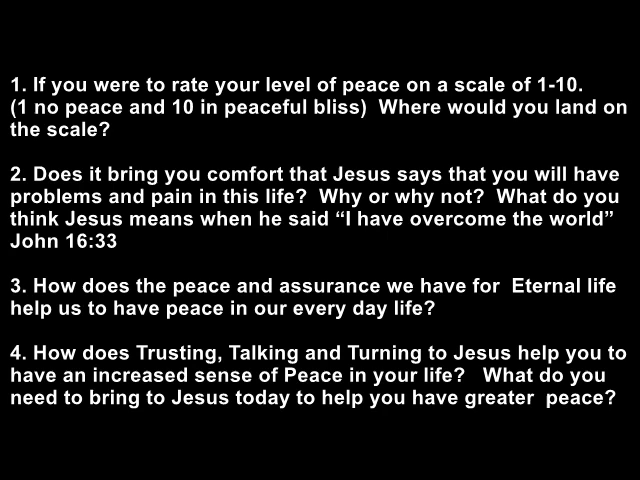 1. If you were to rate your level of peace on a scale of 1-10.
(1 no peace and 10 in peaceful bliss)  Where would you land on
the scale?
2. Does it bring you comfort that Jesus says that you will have
problems and pain in this life?  Why or why not?  What do you
think Jesus means when he said “I have overcome the world”
John 16:33
3. How does the peace and assurance we have for  Eternal life
help us to have peace in our every day life?
4. How does Trusting, Talking and Turning to Jesus help you to
have an increased sense of Peace in your life?   What do you
need to bring to Jesus today to help you have greater  peace?